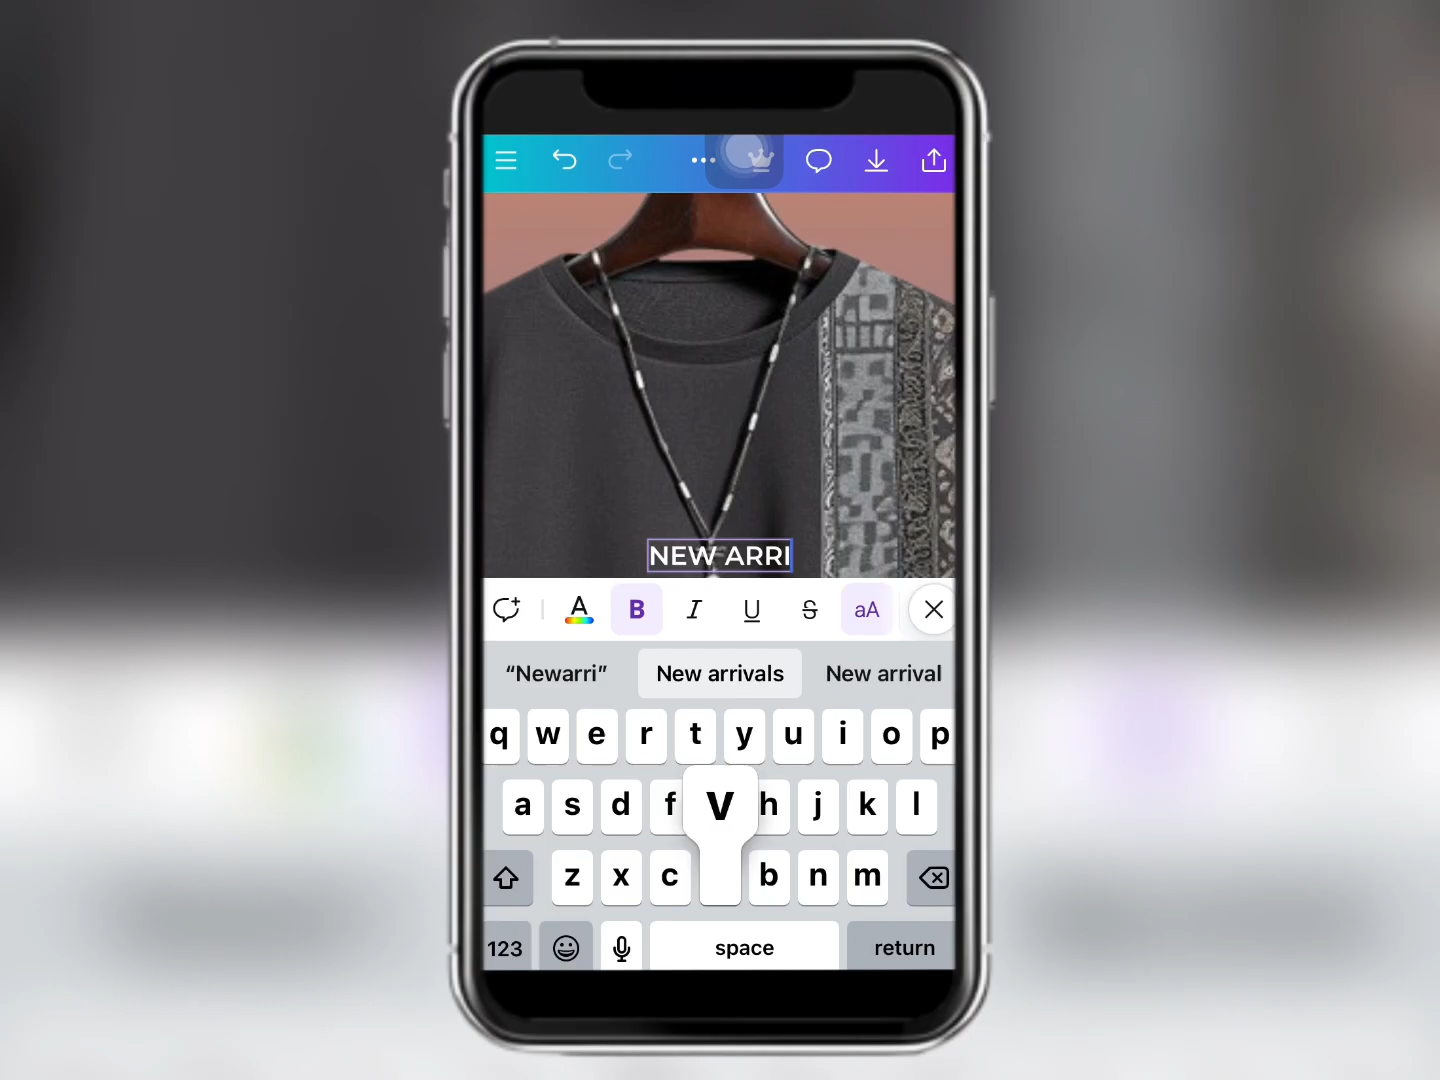 NEW ARRI
A B I U S aA
“Newarri” New arrivals New arrival
q w e r t y u i o p
a s d f V h j k l
z x c b n m
123 space return